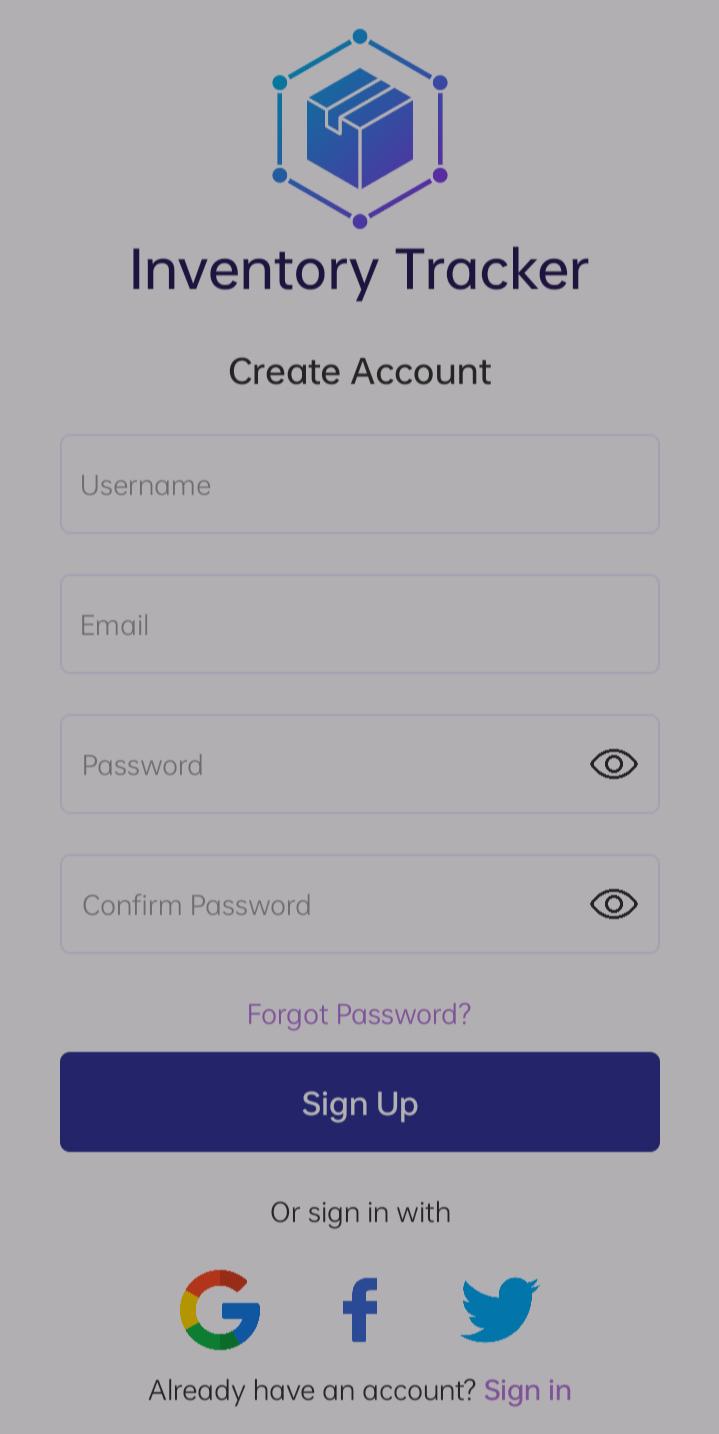 Inventory Tracker
Create Account
Username
Email
Password
Confirm Password
Forgot Password?
Sign Up
Or sign in with
Already have an account? Sign in